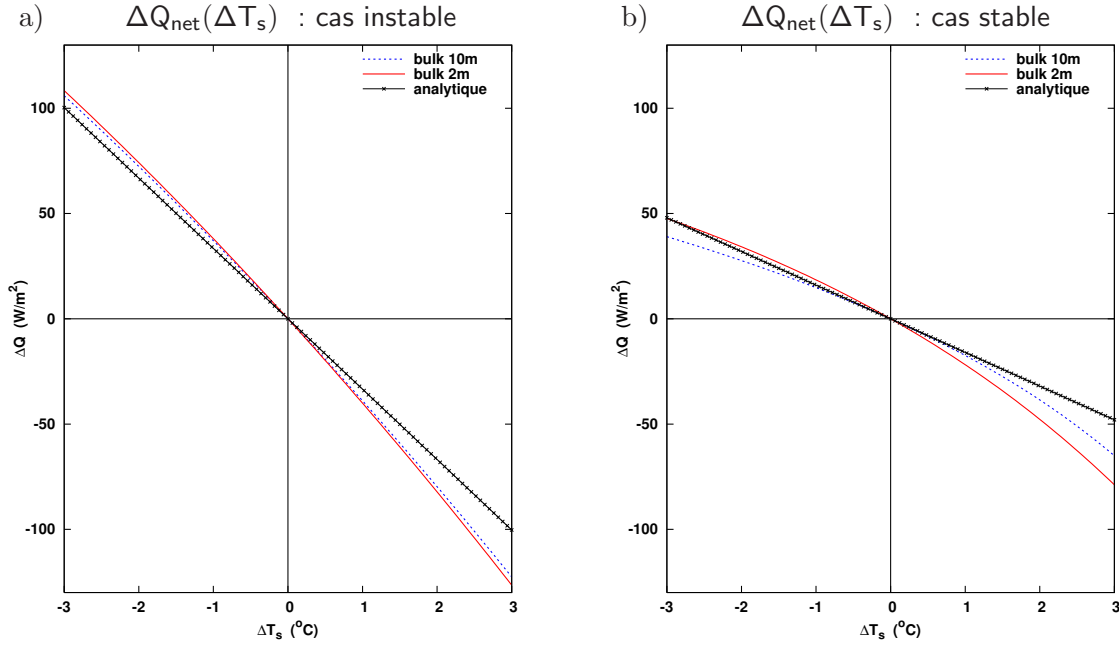 a) ΔQnet(ΔTs) : cas instable
bulk 10m
bulk 2m
analytique
100
50
0
-50
-100
ΔQ (W/m²)
-3 -2 -1 0 1 2 3
ΔTs (°C)
b) ΔQnet(ΔTs) : cas stable
bulk 10m
bulk 2m
analytique
100
50
0
-50
-100
ΔQ (W/m²)
-3 -2 -1 0 1 2 3
ΔTs (°C)